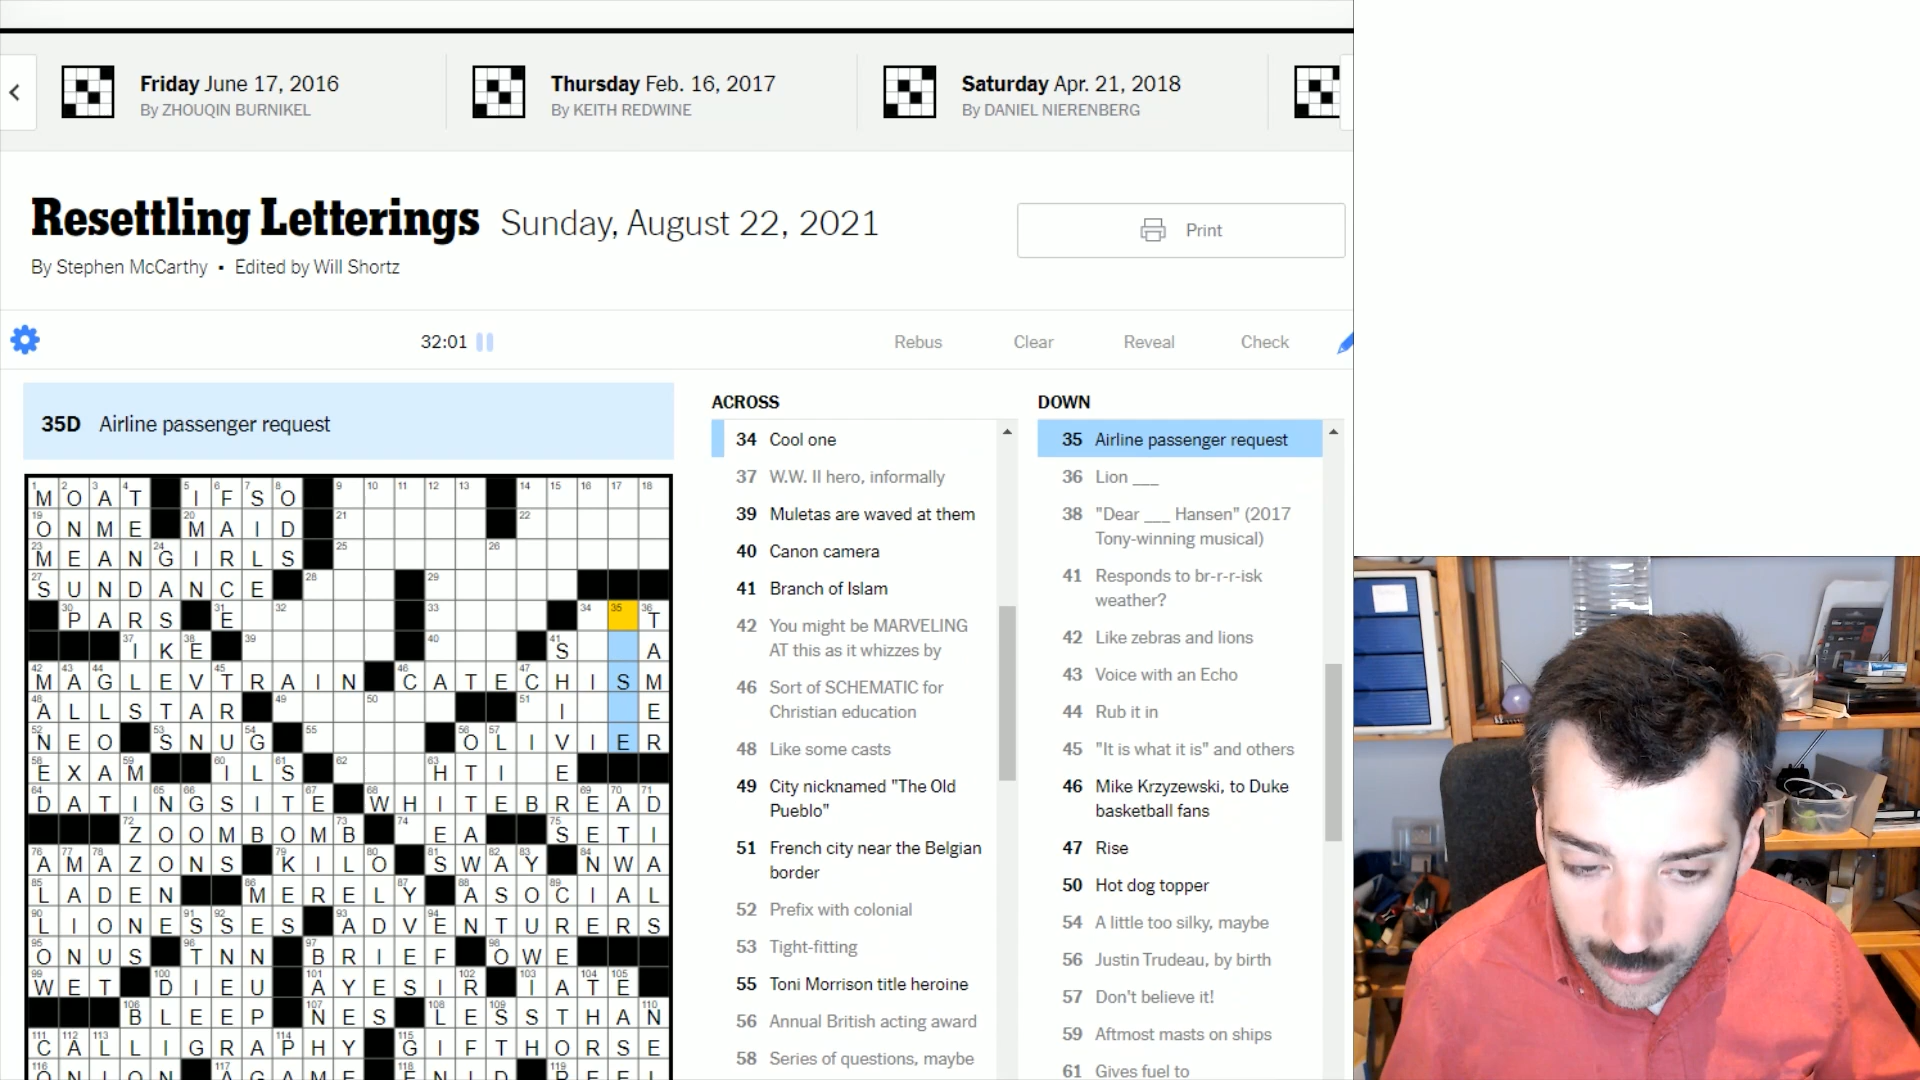 Friday June 17, 2016
By ZHOUQIN BURNIKEL
Thursday Feb. 16, 2017
By KEITH REDWINE
Saturday Apr. 21, 2018
By DANIEL NIERENBERG
Resettling Letterings Sunday, August 22, 2021
By Stephen McCarthy • Edited by Will Shortz
Print
32:01
Rebus
Clear
Reveal
Check
35D Airline passenger request
MOAT IFSO
ONME MAID
MEANGIRLS
SUNDANCE
PARS E T
IKE S A
MAGLEVTRAIN CATECHISM
ALLSTAR I E
NEO SNUG OLIVIER
EXAM ILS HTI E
DATINGSITE WHITEBREAD
ZOOMBOMB EA SETI
AMAZONS KILO SWAY NWA
LADEN MERELY ASOCIAL
LIONESSES ADVENTURERS
ONUS TNN BRIEF OWE
WET DIEU AYESIR IATE
BLEEP NES LESSTHAN
CALLIGRAPHY GIFTHORSE
ACROSS
34 Cool one
37 W.W. II hero, informally
39 Muletas are waved at them
40 Canon camera
41 Branch of Islam
42 You might be MARVELING
AT this as it whizzes by
46 Sort of SCHEMATIC for
Christian education
48 Like some casts
49 City nicknamed "The Old
Pueblo"
51 French city near the Belgian
border
52 Prefix with colonial
53 Tight-fitting
55 Toni Morrison title heroine
56 Annual British acting award
58 Series of questions, maybe
DOWN
35 Airline passenger request
36 Lion ___
38 "Dear ___ Hansen" (2017
Tony-winning musical)
41 Responds to br-r-r-isk
weather?
42 Like zebras and lions
43 Voice with an Echo
44 Rub it in
45 "It is what it is" and others
46 Mike Krzyzewski, to Duke
basketball fans
47 Rise
50 Hot dog topper
54 A little too silky, maybe
56 Justin Trudeau, by birth
57 Don't believe it!
59 Aftmost masts on ships
61 Gives fuel to